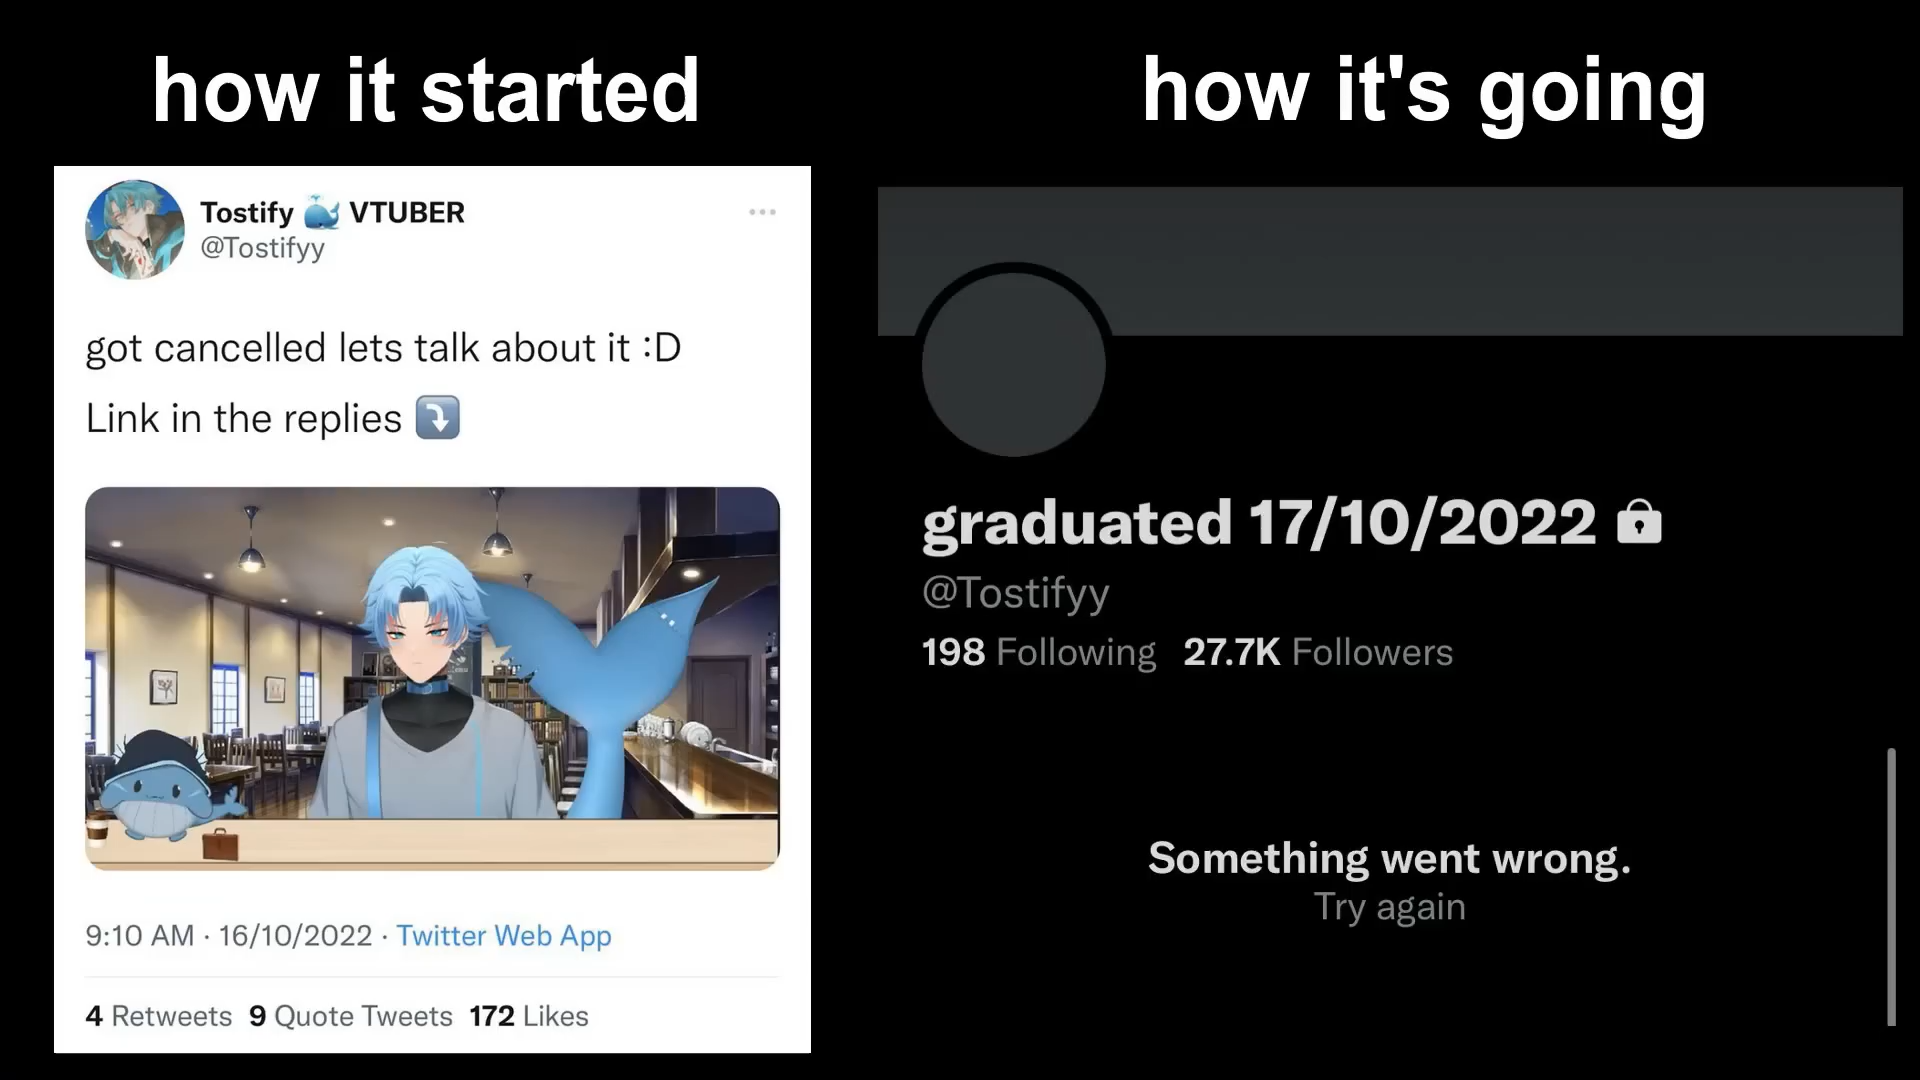 how it started
Tostify 🐳 VTUBER
@Tostifyy
got cancelled lets talk about it :D
Link in the replies ⤵️
9:10 AM · 16/10/2022 · Twitter Web App
4 Retweets 9 Quote Tweets 172 Likes
how it's going
graduated 17/10/2022 🔒
@Tostifyy
198 Following 27.7K Followers
Something went wrong.
Try again